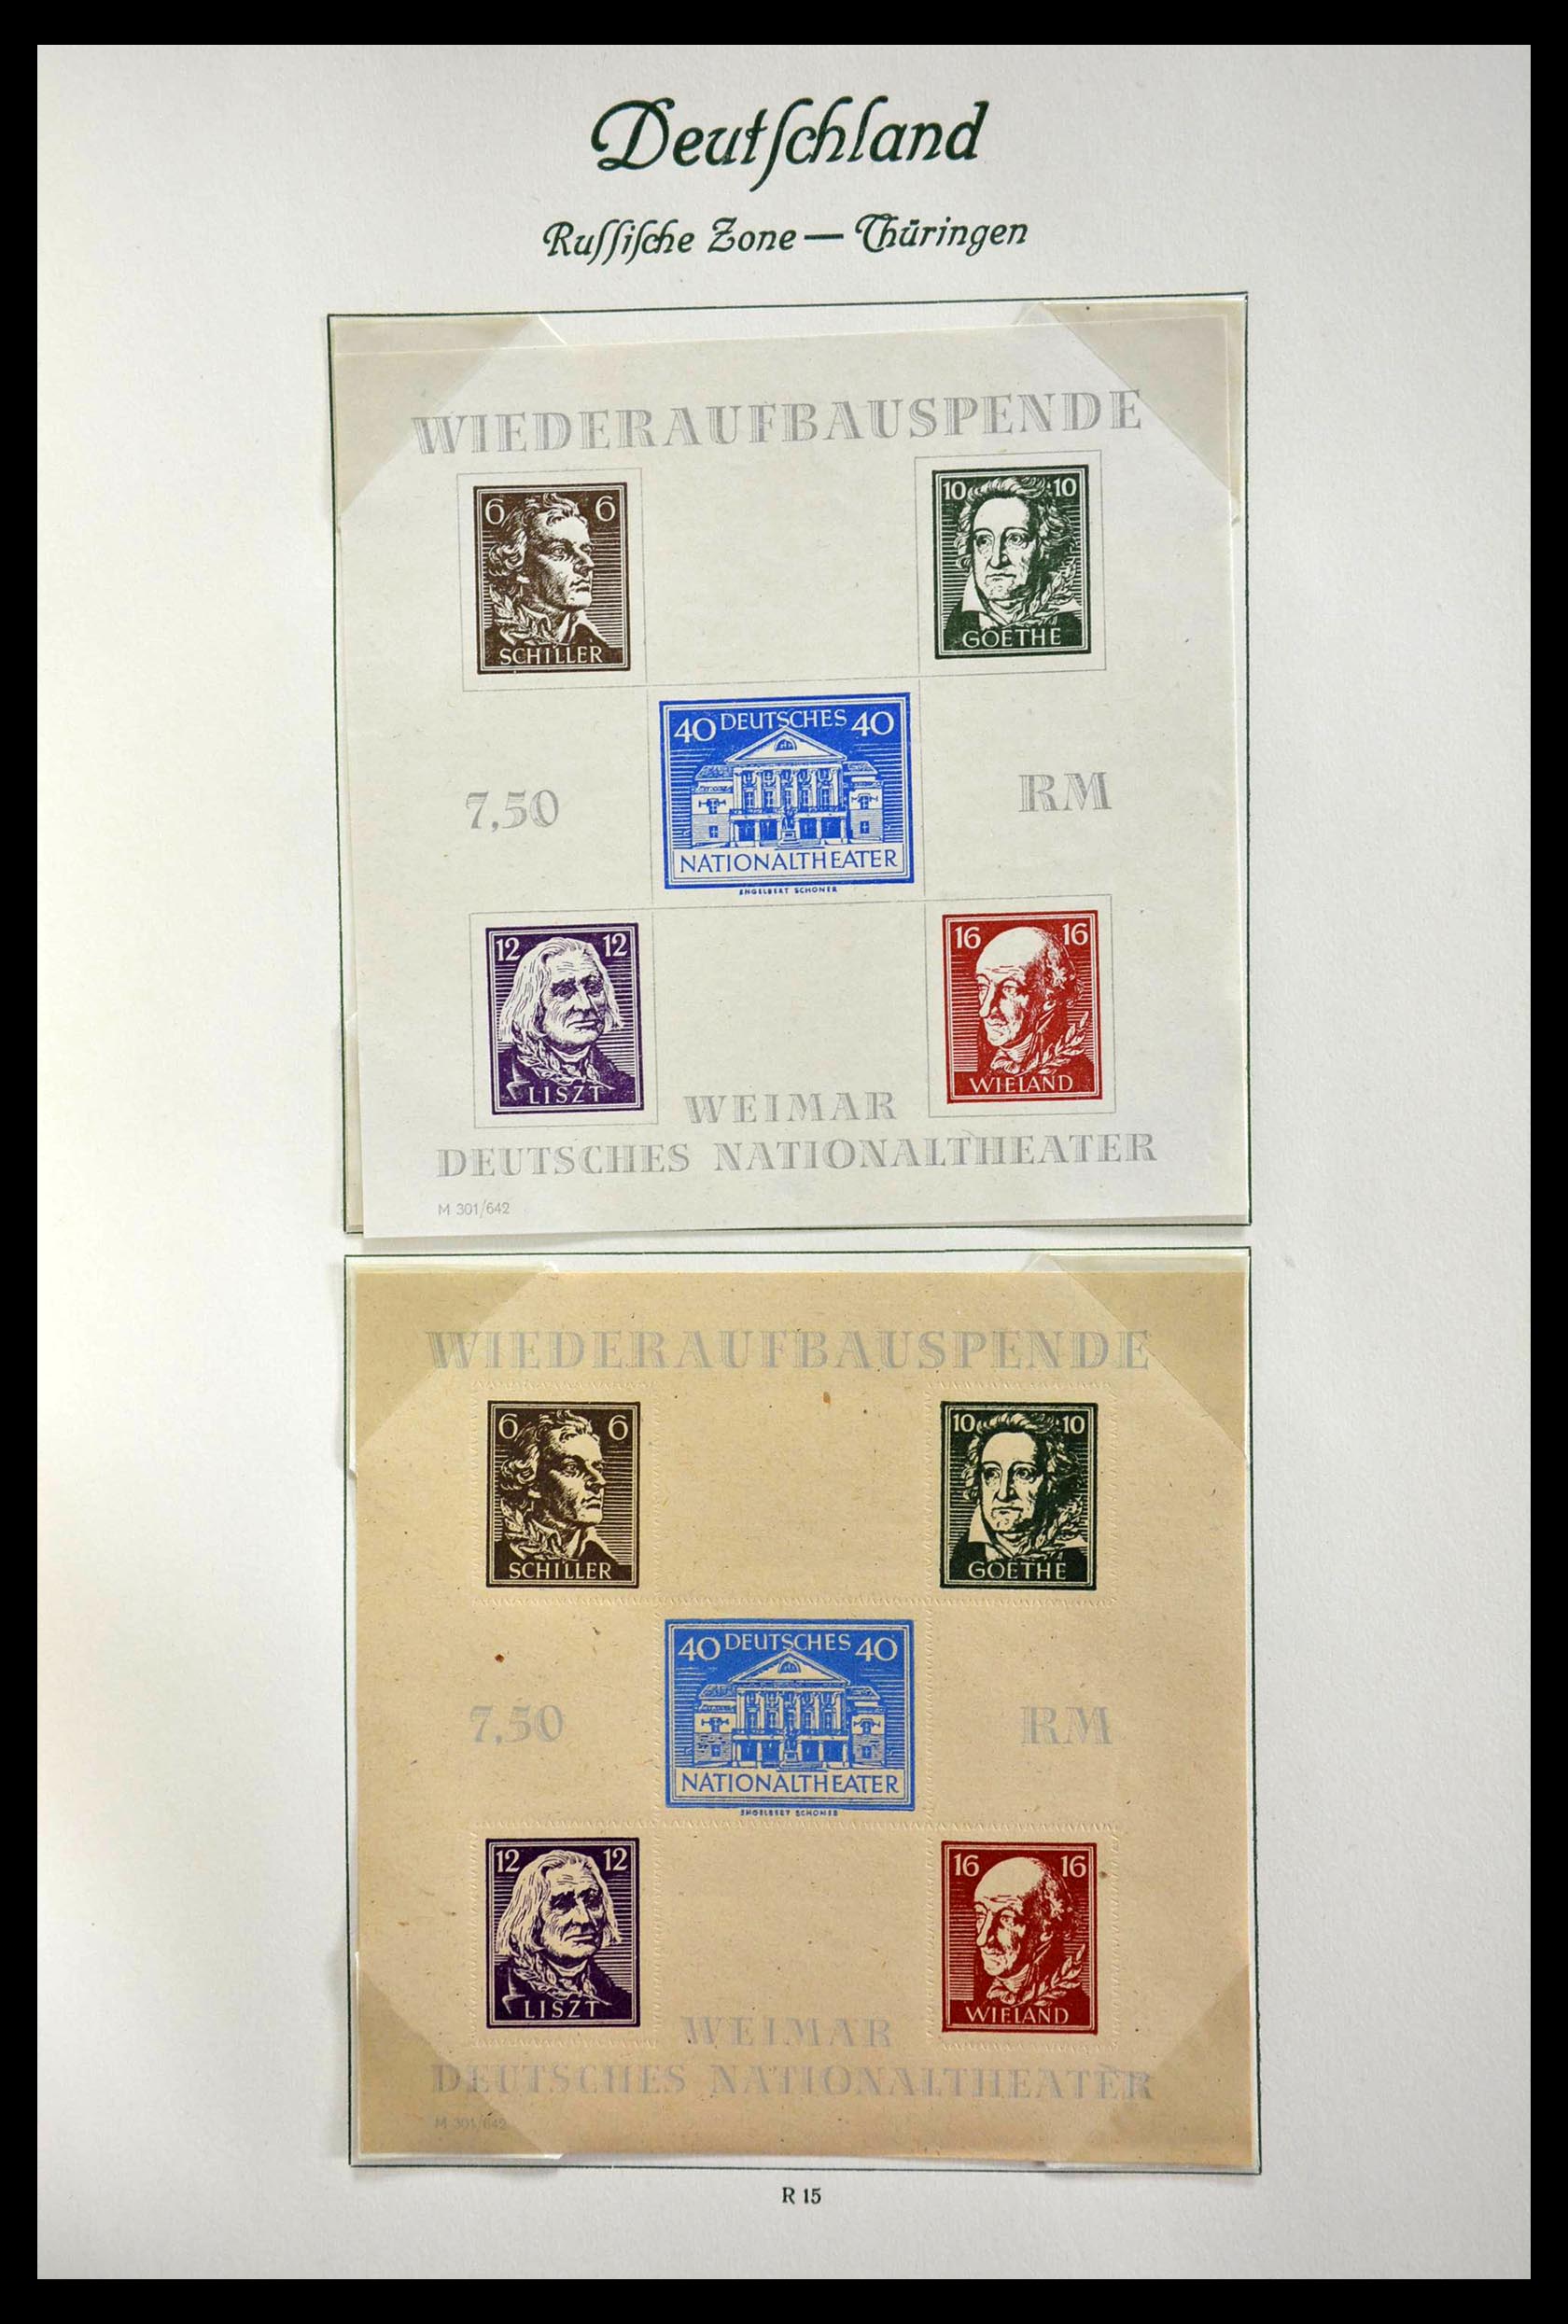 Deutſchland
Ruſſiſche Zone — Thüringen
WIEDERAUFBAUSPENDE
6 6
SCHILLER
10 10
GOETHE
40 DEUTSCHES 40
NATIONALTHEATER
ENGELBERT SCHONER
7,50 RM
12 12
LISZT
16 16
WIELAND
WEIMAR
DEUTSCHES NATIONALTHEATER
M 301/642
WIEDERAUFBAUSPENDE
6 6
SCHILLER
10 10
GOETHE
40 DEUTSCHES 40
NATIONALTHEATER
ENGELBERT SCHONER
7,50 RM
12 12
LISZT
16 16
WIELAND
WEIMAR
DEUTSCHES NATIONALTHEATER
M 301/642
R 15